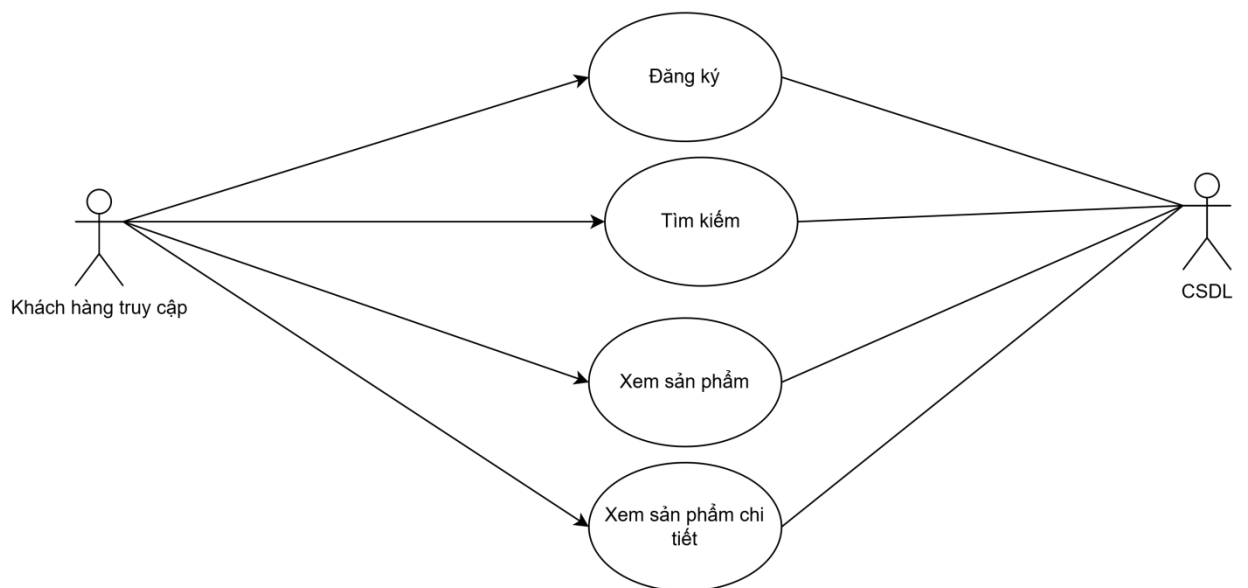 Đăng ký
Tìm kiếm
Khách hàng truy cập
CSDL
Xem sản phẩm
Xem sản phẩm chi
tiết